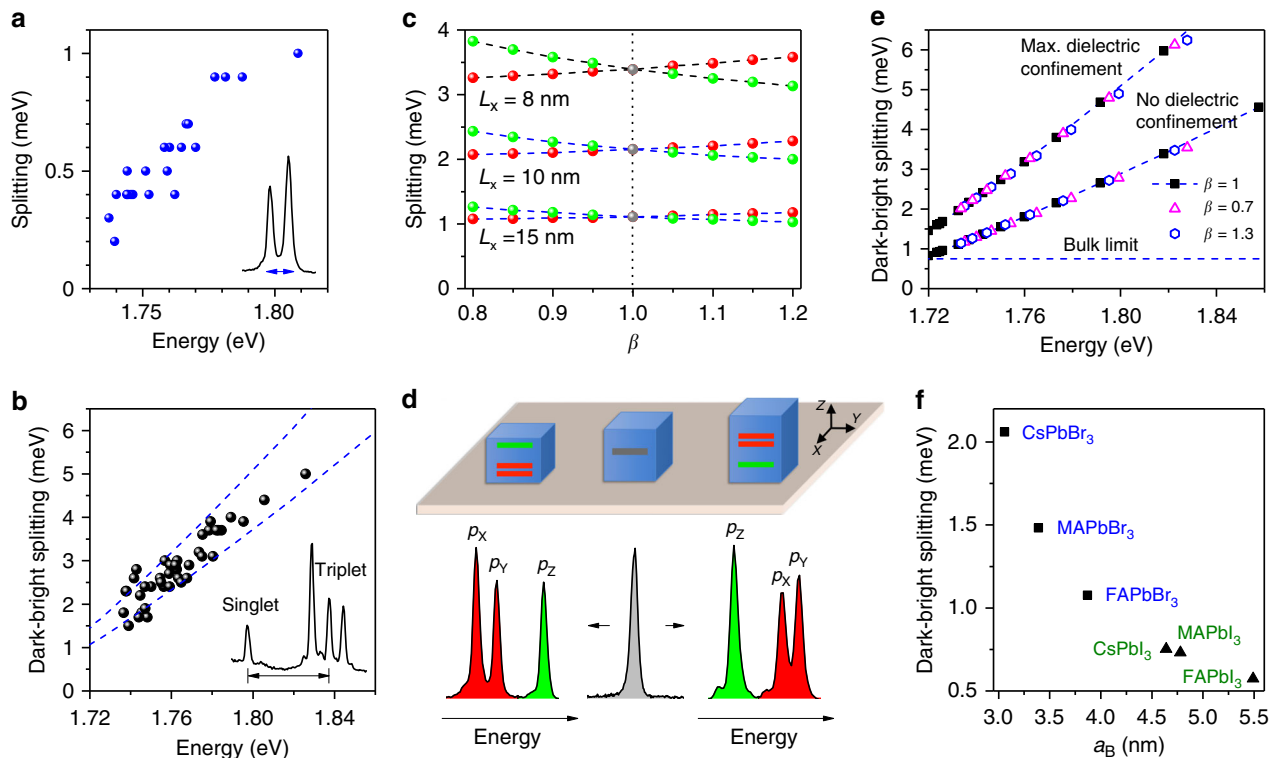 a
Splitting (meV)
1
0.5
0
1.75
1.80
Energy (eV)
b
Dark-bright splitting (meV)
6
5
4
3
2
1
0
Singlet
Triplet
1.72
1.76
1.80
1.84
Energy (eV)
c
Splitting (meV)
4
3
2
1
0
Lx = 8 nm
Lx = 10 nm
Lx =15 nm
0.8
0.9
1.0
1.1
1.2
β
d
Z
Y
X
pX
pY
pZ
pZ
pX
pY
Energy
Energy
e
Dark-bright splitting (meV)
6
5
4
3
2
1
0
Max. dielectric
confinement
No dielectric
confinement
β = 1
β = 0.7
β = 1.3
Bulk limit
1.72
1.76
1.80
1.84
Energy (eV)
f
Dark-bright splitting (meV)
2.0
1.5
1.0
0.5
CsPbBr3
MAPbBr3
FAPbBr3
CsPbI3
MAPbI3
FAPbI3
3.0
3.5
4.0
4.5
5.0
5.5
aB (nm)